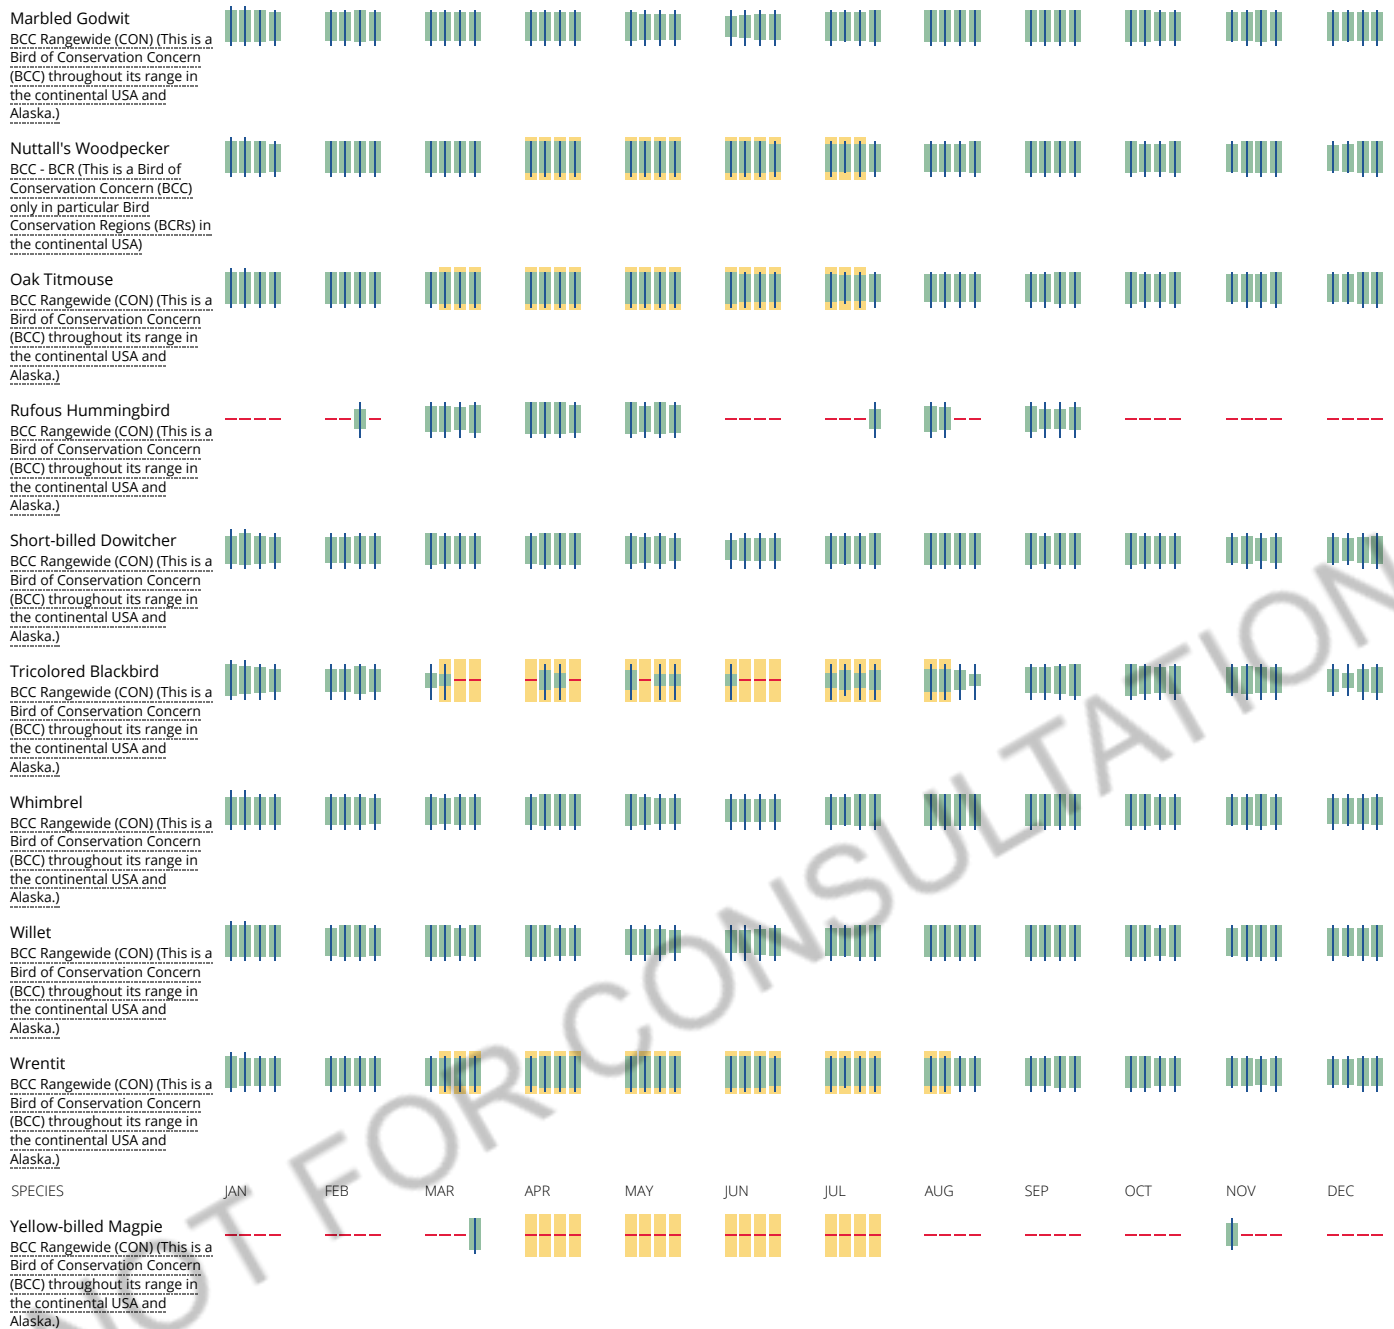 Marbled Godwit
BCC Rangewide (CON) (This is a
Bird of Conservation Concern
(BCC) throughout its range in
the continental USA and
Alaska.)
Nuttall's Woodpecker
BCC - BCR (This is a Bird of
Conservation Concern (BCC)
only in particular Bird
Conservation Regions (BCRs) in
the continental USA)
Oak Titmouse
BCC Rangewide (CON) (This is a
Bird of Conservation Concern
(BCC) throughout its range in
the continental USA and
Alaska.)
Rufous Hummingbird
BCC Rangewide (CON) (This is a
Bird of Conservation Concern
(BCC) throughout its range in
the continental USA and
Alaska.)
Short-billed Dowitcher
BCC Rangewide (CON) (This is a
Bird of Conservation Concern
(BCC) throughout its range in
the continental USA and
Alaska.)
Tricolored Blackbird
BCC Rangewide (CON) (This is a
Bird of Conservation Concern
(BCC) throughout its range in
the continental USA and
Alaska.)
Whimbrel
BCC Rangewide (CON) (This is a
Bird of Conservation Concern
(BCC) throughout its range in
the continental USA and
Alaska.)
Willet
BCC Rangewide (CON) (This is a
Bird of Conservation Concern
(BCC) throughout its range in
the continental USA and
Alaska.)
Wrentit
BCC Rangewide (CON) (This is a
Bird of Conservation Concern
(BCC) throughout its range in
the continental USA and
Alaska.)
SPECIES JAN FEB MAR APR MAY JUN JUL AUG SEP OCT NOV DEC
Yellow-billed Magpie
BCC Rangewide (CON) (This is a
Bird of Conservation Concern
(BCC) throughout its range in
the continental USA and
Alaska.)
NOT FOR CONSULTATION